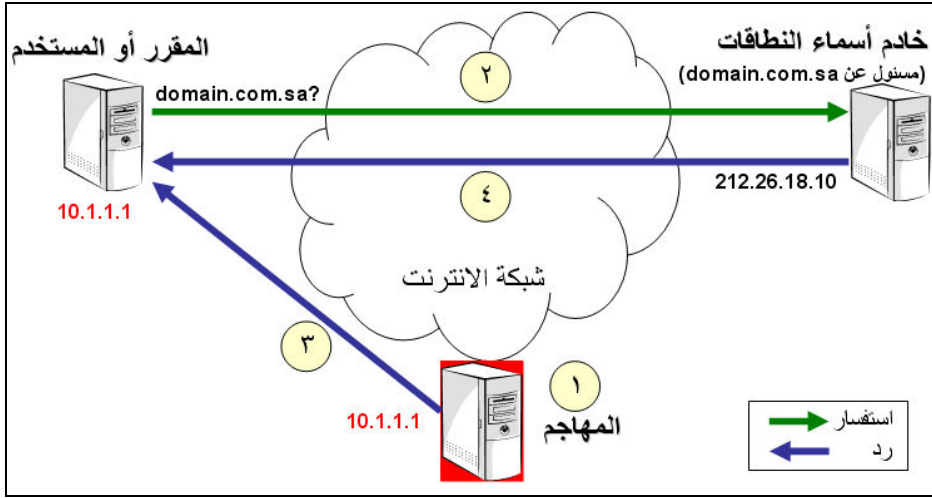 المقرر أو المستخدم
خادم أسماء النطاقات
(مسئول عن domain.com.sa)
٢
domain.com.sa?
٤
212.26.18.10
10.1.1.1
شبكة الانترنت
٣
١
10.1.1.1
المهاجم
استفسار
رد